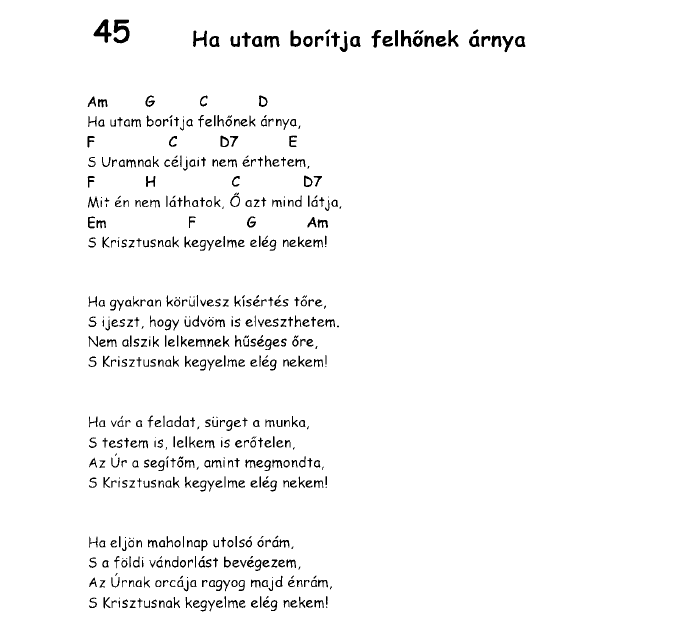 45 Ha utam borítja felhőnek árnya
Am G C D
Ha utam borítja felhőnek árnya,
F C D7 E
S Uramnak céljait nem érthetem,
F H C D7
Mit én nem láthatok, Ő azt mind látja,
Em F G Am
S Krisztusnak kegyelme elég nekem!
Ha gyakran körülvesz kísértés tőre,
S ijeszt, hogy üdvöm is elveszthetem.
Nem alszik lelkemnek hűséges őre,
S Krisztusnak kegyelme elég nekem!
Ha vár a feladat, sürget a munka,
S testem is, lelkem is erőtelen,
Az Úr a segítőm, amint megmondta,
S Krisztusnak kegyelme elég nekem!
Ha eljön maholnap utolsó órám,
S a földi vándorlást bevégezem,
Az Úrnak orcája ragyog majd énrám,
S Krisztusnak kegyelme elég nekem!